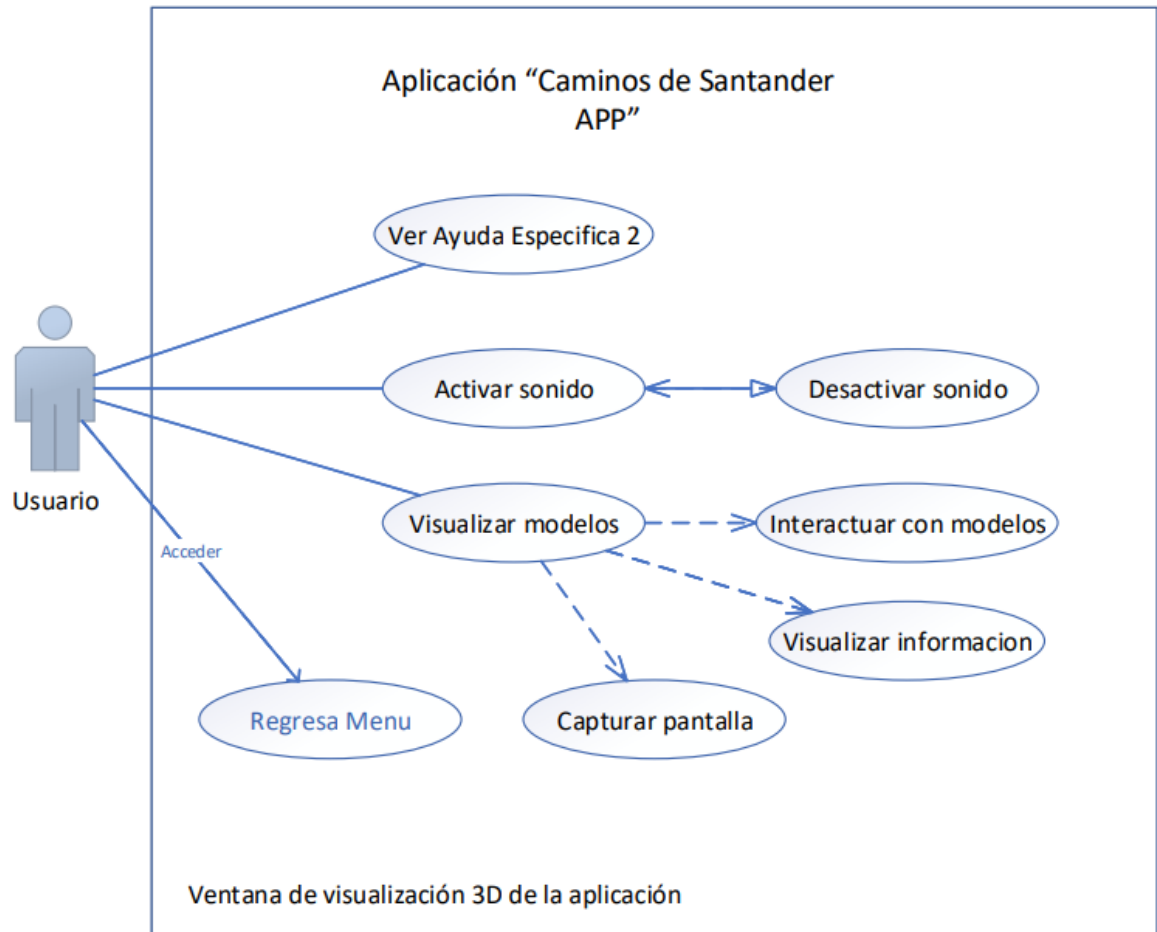 Aplicación “Caminos de Santander
APP”
Ver Ayuda Especifica 2
Activar sonido
Desactivar sonido
Usuario
Visualizar modelos
Interactuar con modelos
Acceder
Visualizar informacion
Regresa Menu
Capturar pantalla
Ventana de visualización 3D de la aplicación